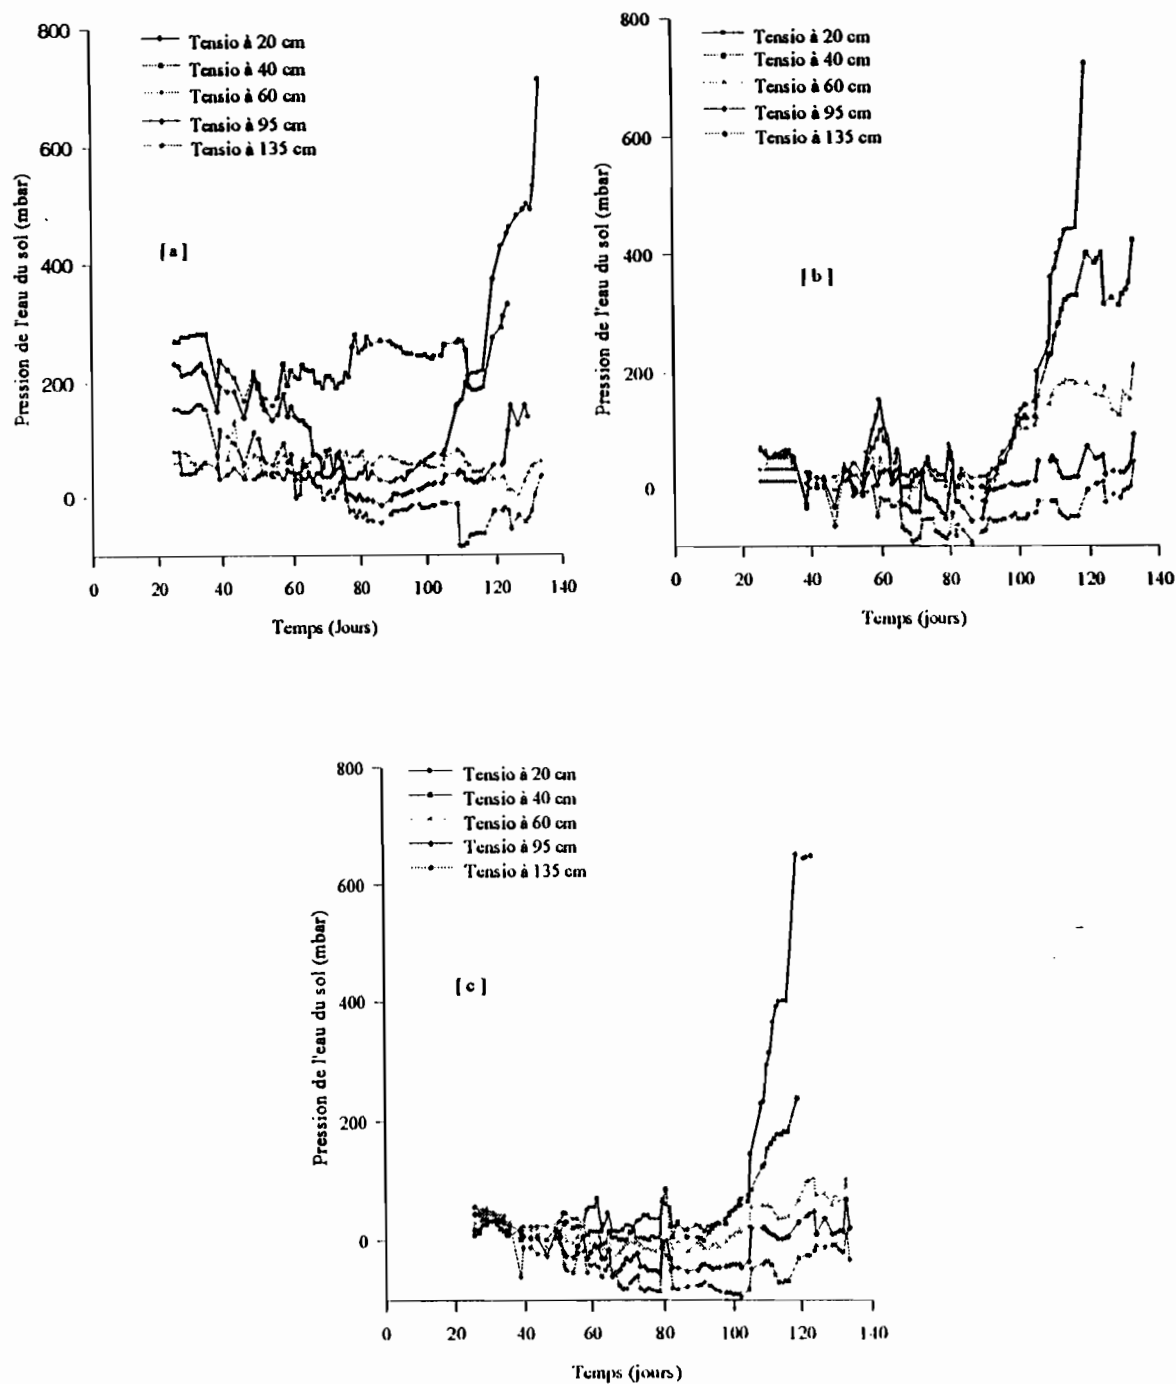 800
600
400
200
0
Pression de l'eau du sol (mbar)
Tensio à 20 cm
Tensio à 40 cm
Tensio à 60 cm
Tensio à 95 cm
Tensio à 135 cm
[a]
0 20 40 60 80 100 120 140
Temps (Jours)
800
600
400
200
0
Pression de l'eau du sol (mbar)
Tensio à 20 cm
Tensio à 40 cm
Tensio à 60 cm
Tensio à 95 cm
Tensio à 135 cm
[b]
0 20 40 60 80 100 120 140
Temps (jours)
800
600
400
200
0
Pression de l'eau du sol (mbar)
Tensio à 20 cm
Tensio à 40 cm
Tensio à 60 cm
Tensio à 95 cm
Tensio à 135 cm
[c]
0 20 40 60 80 100 120 140
Temps (jours)